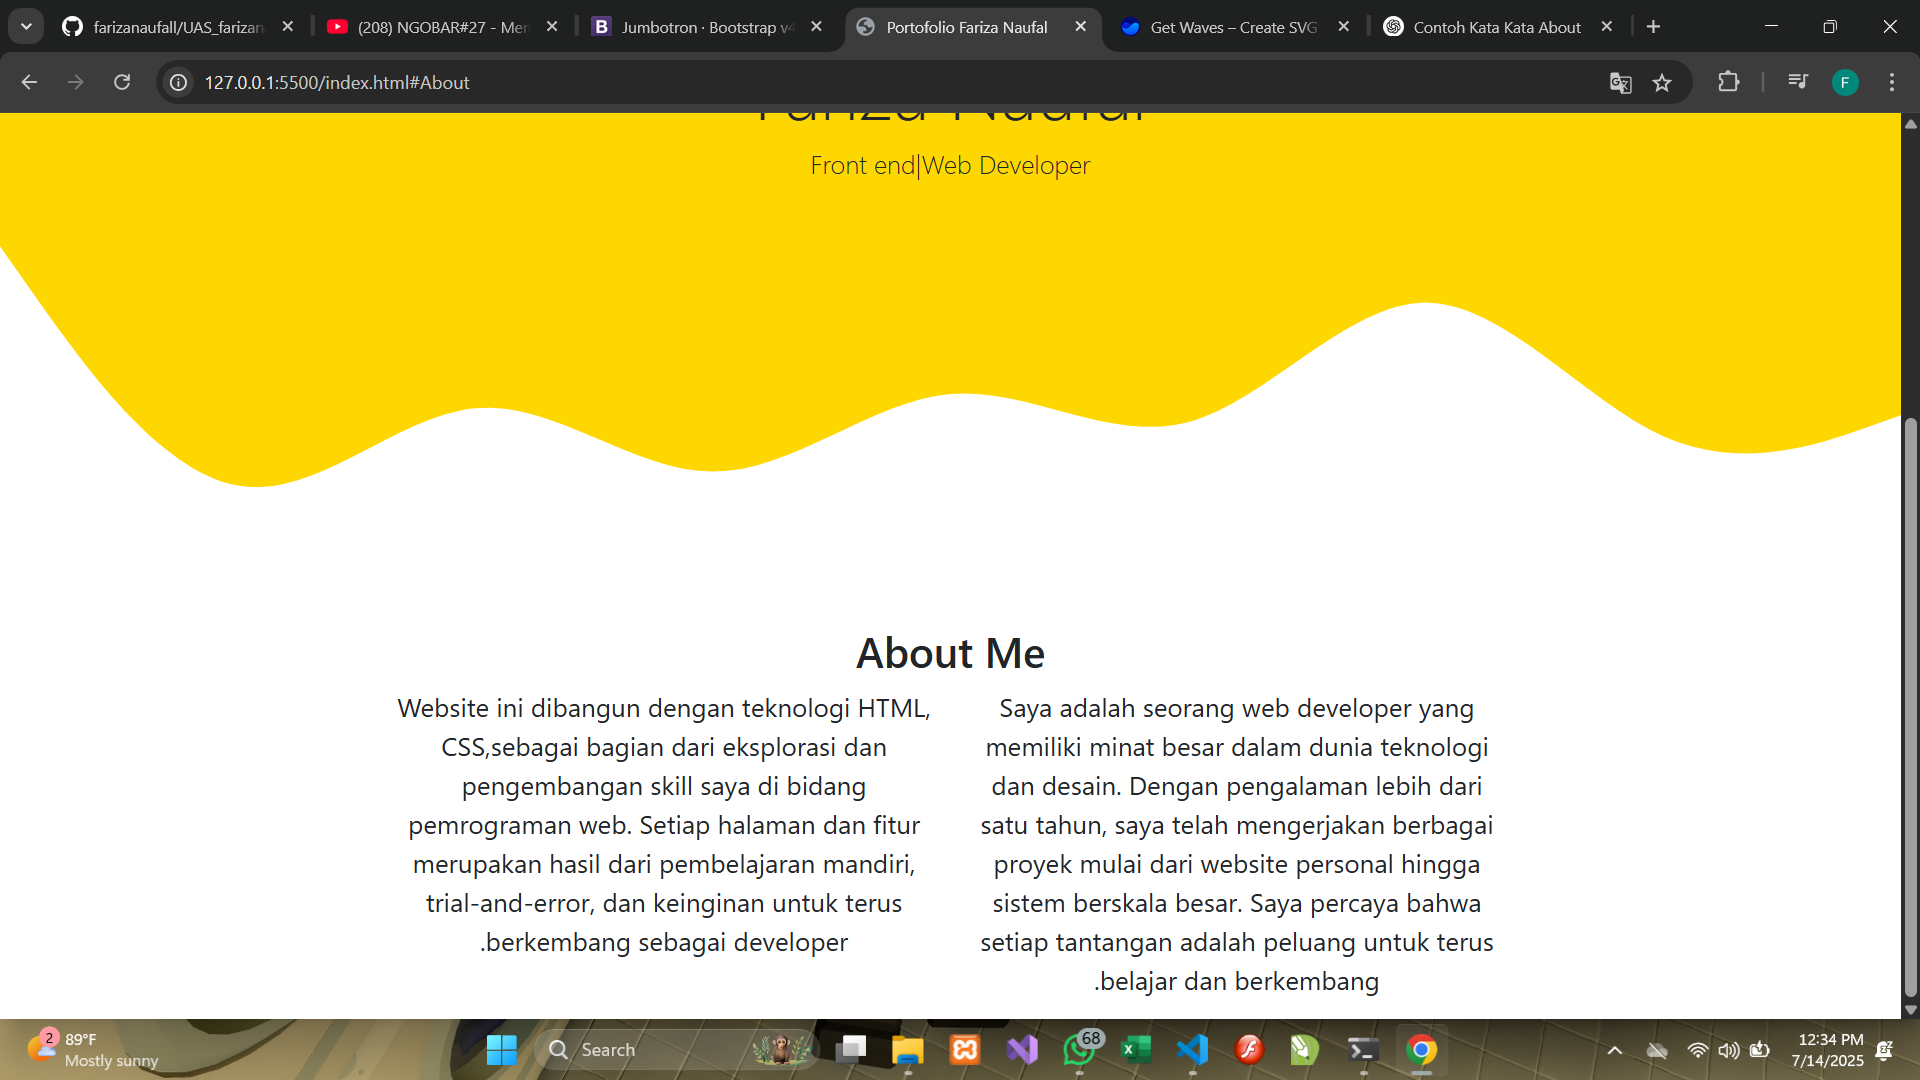 farizanaufall/UAS_farizan
(208) NGOBAR#27 - Men
Jumbotron · Bootstrap v4
Portofolio Fariza Naufal
Get Waves – Create SVG
Contoh Kata Kata About
127.0.0.1:5500/index.html#About
F
Fariza Naufal
Front end|Web Developer
About Me
Website ini dibangun dengan teknologi HTML,
CSS,sebagai bagian dari eksplorasi dan
pengembangan skill saya di bidang
pemrograman web. Setiap halaman dan fitur
merupakan hasil dari pembelajaran mandiri,
trial-and-error, dan keinginan untuk terus
.berkembang sebagai developer
Saya adalah seorang web developer yang
memiliki minat besar dalam dunia teknologi
dan desain. Dengan pengalaman lebih dari
satu tahun, saya telah mengerjakan berbagai
proyek mulai dari website personal hingga
sistem berskala besar. Saya percaya bahwa
setiap tantangan adalah peluang untuk terus
.belajar dan berkembang
2
89°F
Mostly sunny
Search
68
12:34 PM
7/14/2025